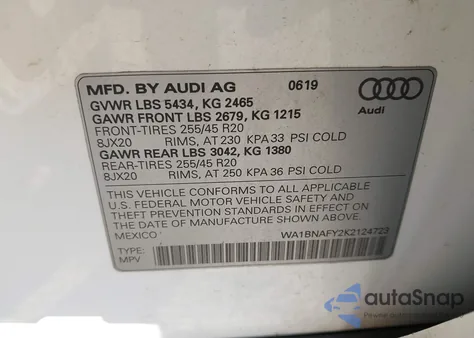 MFD. BY AUDI AG 0619
GVWR LBS 5434, KG 2465
GAWR FRONT LBS 2679, KG 1215
FRONT-TIRES 255/45 R20
8JX20 RIMS, AT 230 KPA 33 PSI COLD
GAWR REAR LBS 3042, KG 1380
REAR-TIRES 255/45 R20
8JX20 RIMS, AT 250 KPA 36 PSI COLD
Audi
THIS VEHICLE CONFORMS TO ALL APPLICABLE
U.S. FEDERAL MOTOR VEHICLE SAFETY AND
THEFT PREVENTION STANDARDS IN EFFECT ON
THE DATE OF MANUFACTURE SHOWN ABOVE.
MEXICO WA1BNAFY2K2124723
TYPE:
MPV
autoSnap